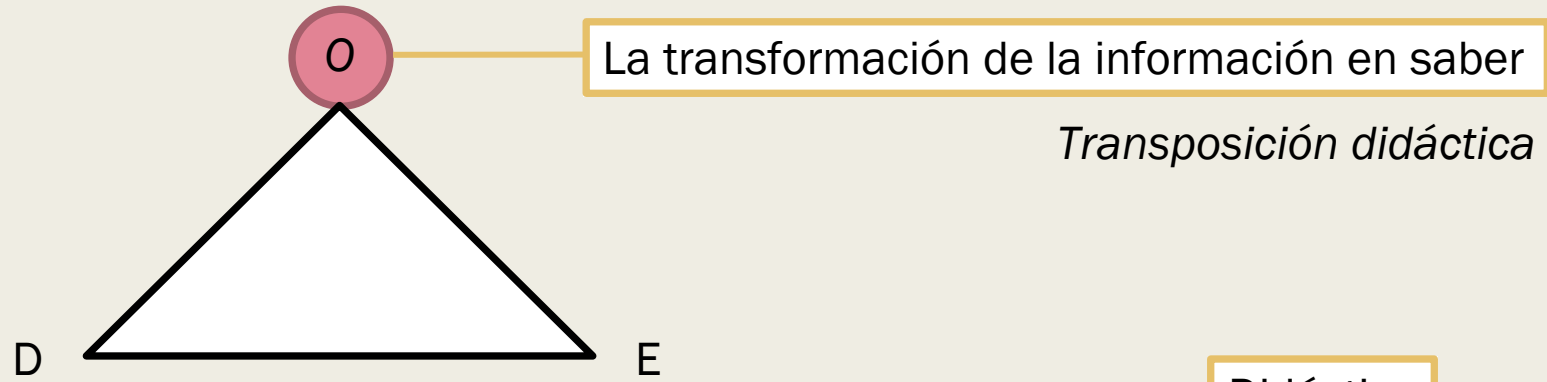 O
La transformación de la información en saber
Transposición didáctica
D
E